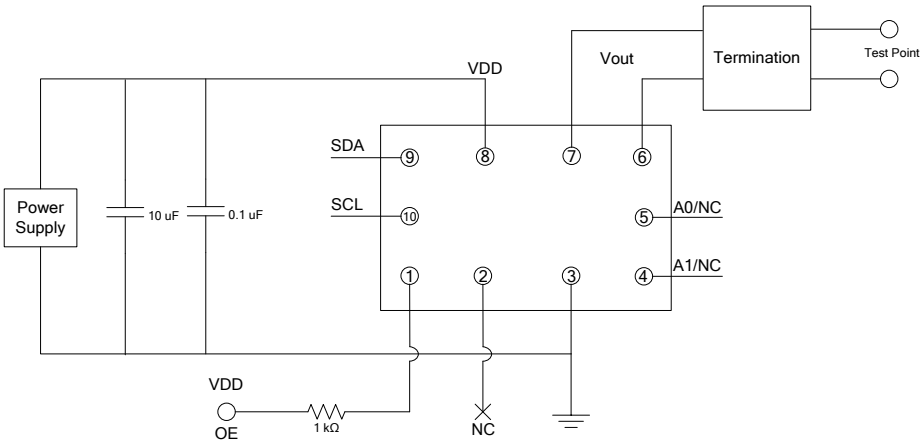 Vout
Termination
Test Point
VDD
SDA
9
8
7
6
Power
Supply
10 uF
0.1 uF
SCL
10
5
A0/NC
1
2
3
4
A1/NC
VDD
OE
1 kΩ
NC